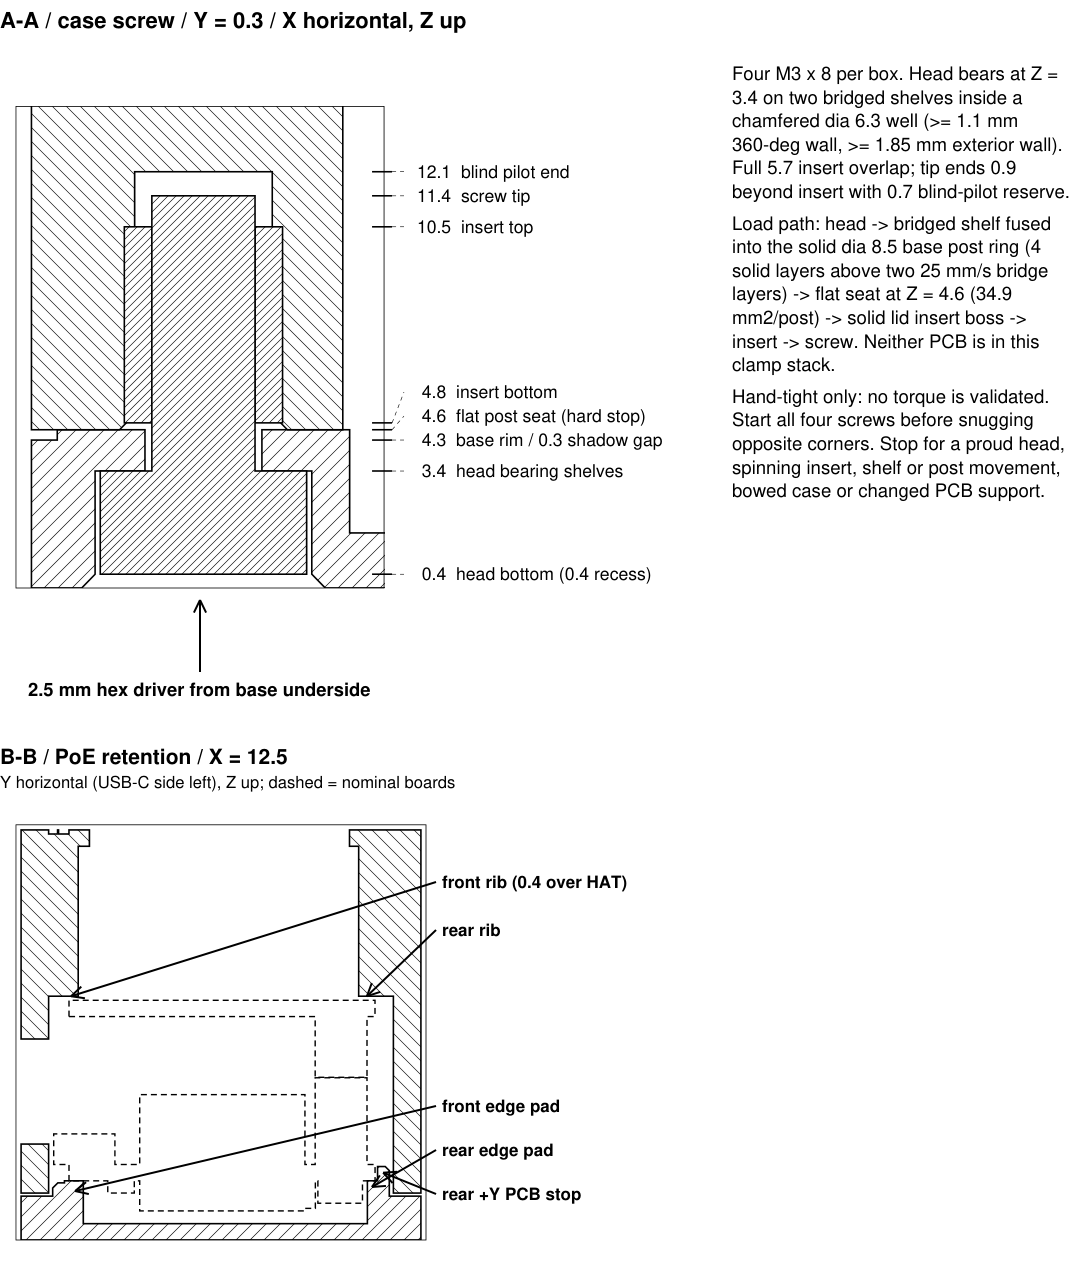 A-A / case screw / Y = 0.3 / X horizontal, Z up
Four M3 x 8 per box. Head bears at Z =
3.4 on two bridged shelves inside a
chamfered dia 6.3 well (>= 1.1 mm
360-deg wall, >= 1.85 mm exterior wall).
Full 5.7 insert overlap; tip ends 0.9
beyond insert with 0.7 blind-pilot reserve.
Load path: head -> bridged shelf fused
into the solid dia 8.5 base post ring (4
solid layers above two 25 mm/s bridge
layers) -> flat seat at Z = 4.6 (34.9
mm2/post) -> solid lid insert boss ->
insert -> screw. Neither PCB is in this
clamp stack.
Hand-tight only: no torque is validated.
Start all four screws before snugging
opposite corners. Stop for a proud head,
spinning insert, shelf or post movement,
bowed case or changed PCB support.
12.1 blind pilot end
11.4 screw tip
10.5 insert top
4.8 insert bottom
4.6 flat post seat (hard stop)
4.3 base rim / 0.3 shadow gap
3.4 head bearing shelves
0.4 head bottom (0.4 recess)
2.5 mm hex driver from base underside
B-B / PoE retention / X = 12.5
Y horizontal (USB-C side left), Z up; dashed = nominal boards
front rib (0.4 over HAT)
rear rib
front edge pad
rear edge pad
rear +Y PCB stop